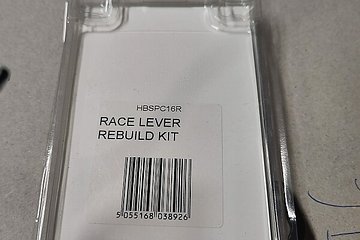 HBSPC16R
RACE LEVER
REBUILD KIT
5 055168 038926